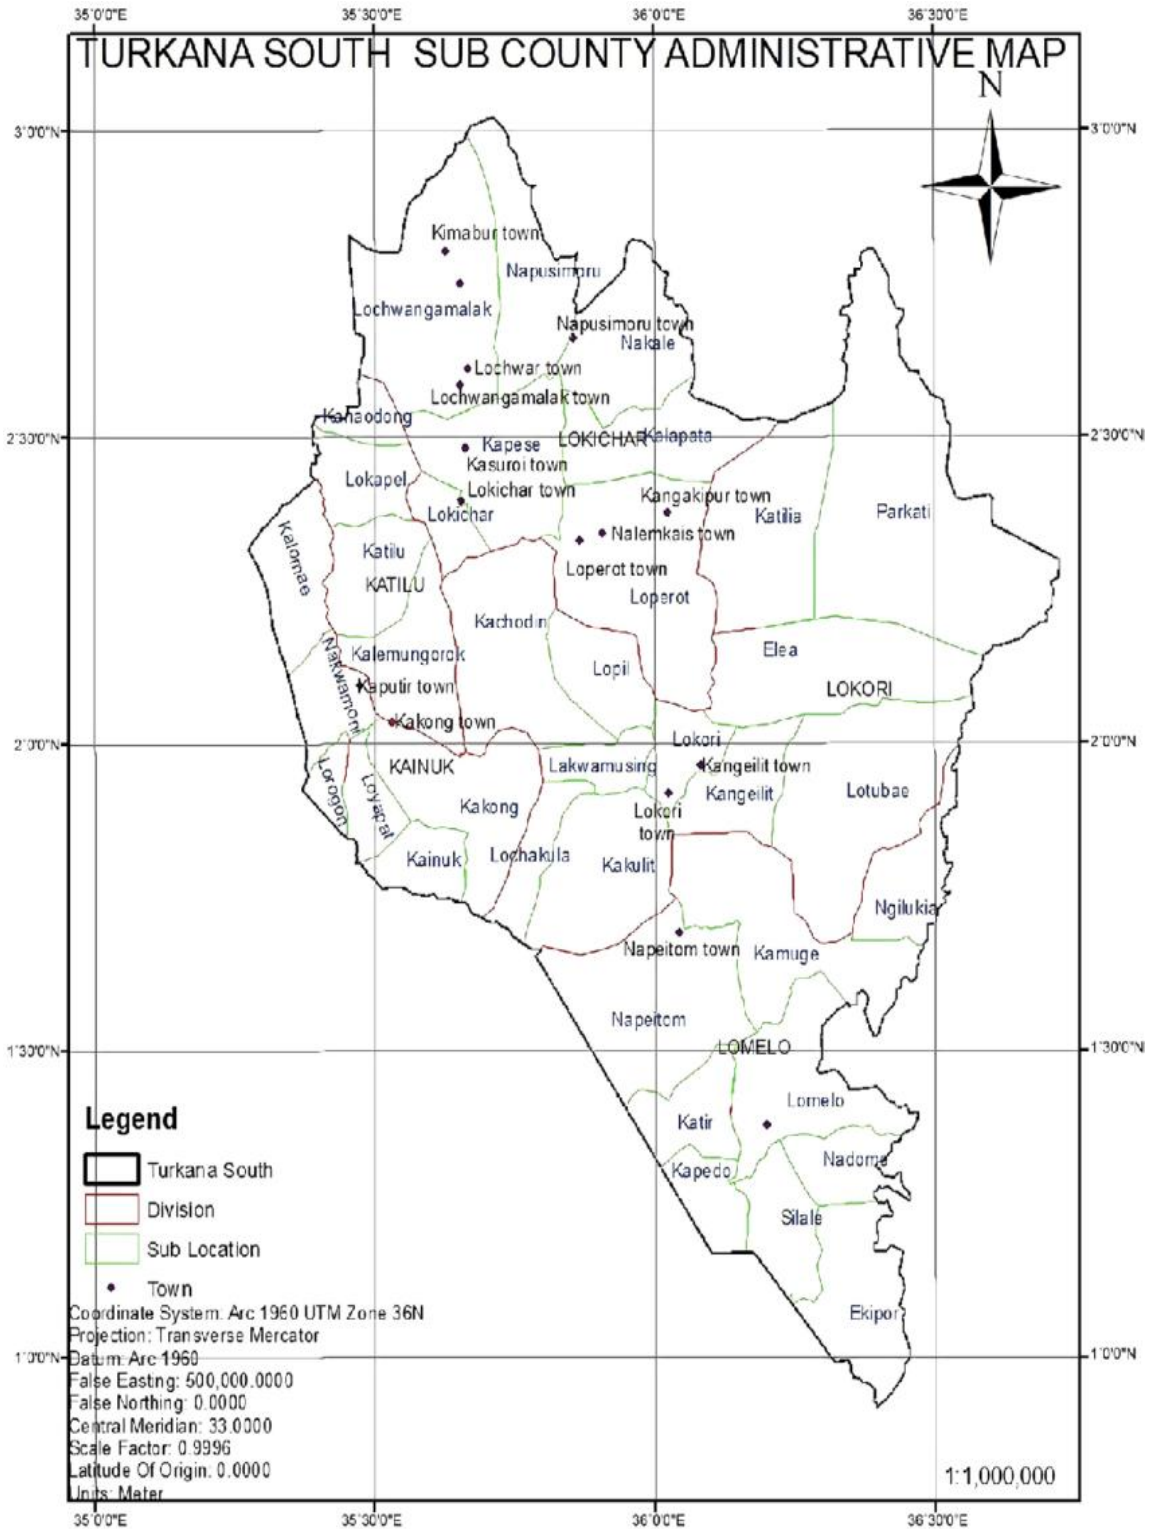 35°0'0"E 35°30'0"E 36°0'0"E 36°30'0"E
TURKANA SOUTH SUB COUNTY ADMINISTRATIVE MAP
N
3°0'0"N 3°0'0"N
Kimabur town
Napusimoru
Lochwangamalak
Napusimoru town
Nakale
Lochwar town
Lochwangamalak town
Kanaodong
2°30'0"N 2°30'0"N
Kapese LOKICHAR Kalapata
Kasuroi town
Lokapel Lokichar town
Kangakipur town
Lokichar Katilia Parkati
Nalemkais town
Kalomae Katilu
Loperot town
KATILU
Loperot
Kachodin
Elea
Nakwamoni Kalemungorok
Lopil
Kaputir town LOKORI
Kakong town
Lokori
2°0'0"N 2°0'0"N
KAINUK Lakwamusing Kangeilit town
Lorogon Loyapat Kakong Kangeilit Lotubae
Lokori
town
Kainuk Lochakula Kakulit
Ngilukia
Napeitom town Kamuge
Napeitom
1°30'0"N 1°30'0"N
LOMELO
Lomelo
Katir
Nadome
Kapedo
Silale
Ekipor
Legend
Turkana South
Division
Sub Location
Town
Coordinate System: Arc 1960 UTM Zone 36N
Projection: Transverse Mercator
Datum: Arc 1960
1°0'0"N 1°0'0"N
False Easting: 500,000.0000
False Northing: 0.0000
Central Meridian: 33.0000
Scale Factor: 0.9996
Latitude Of Origin: 0.0000
Units: Meter
1:1,000,000
35°0'0"E 35°30'0"E 36°0'0"E 36°30'0"E